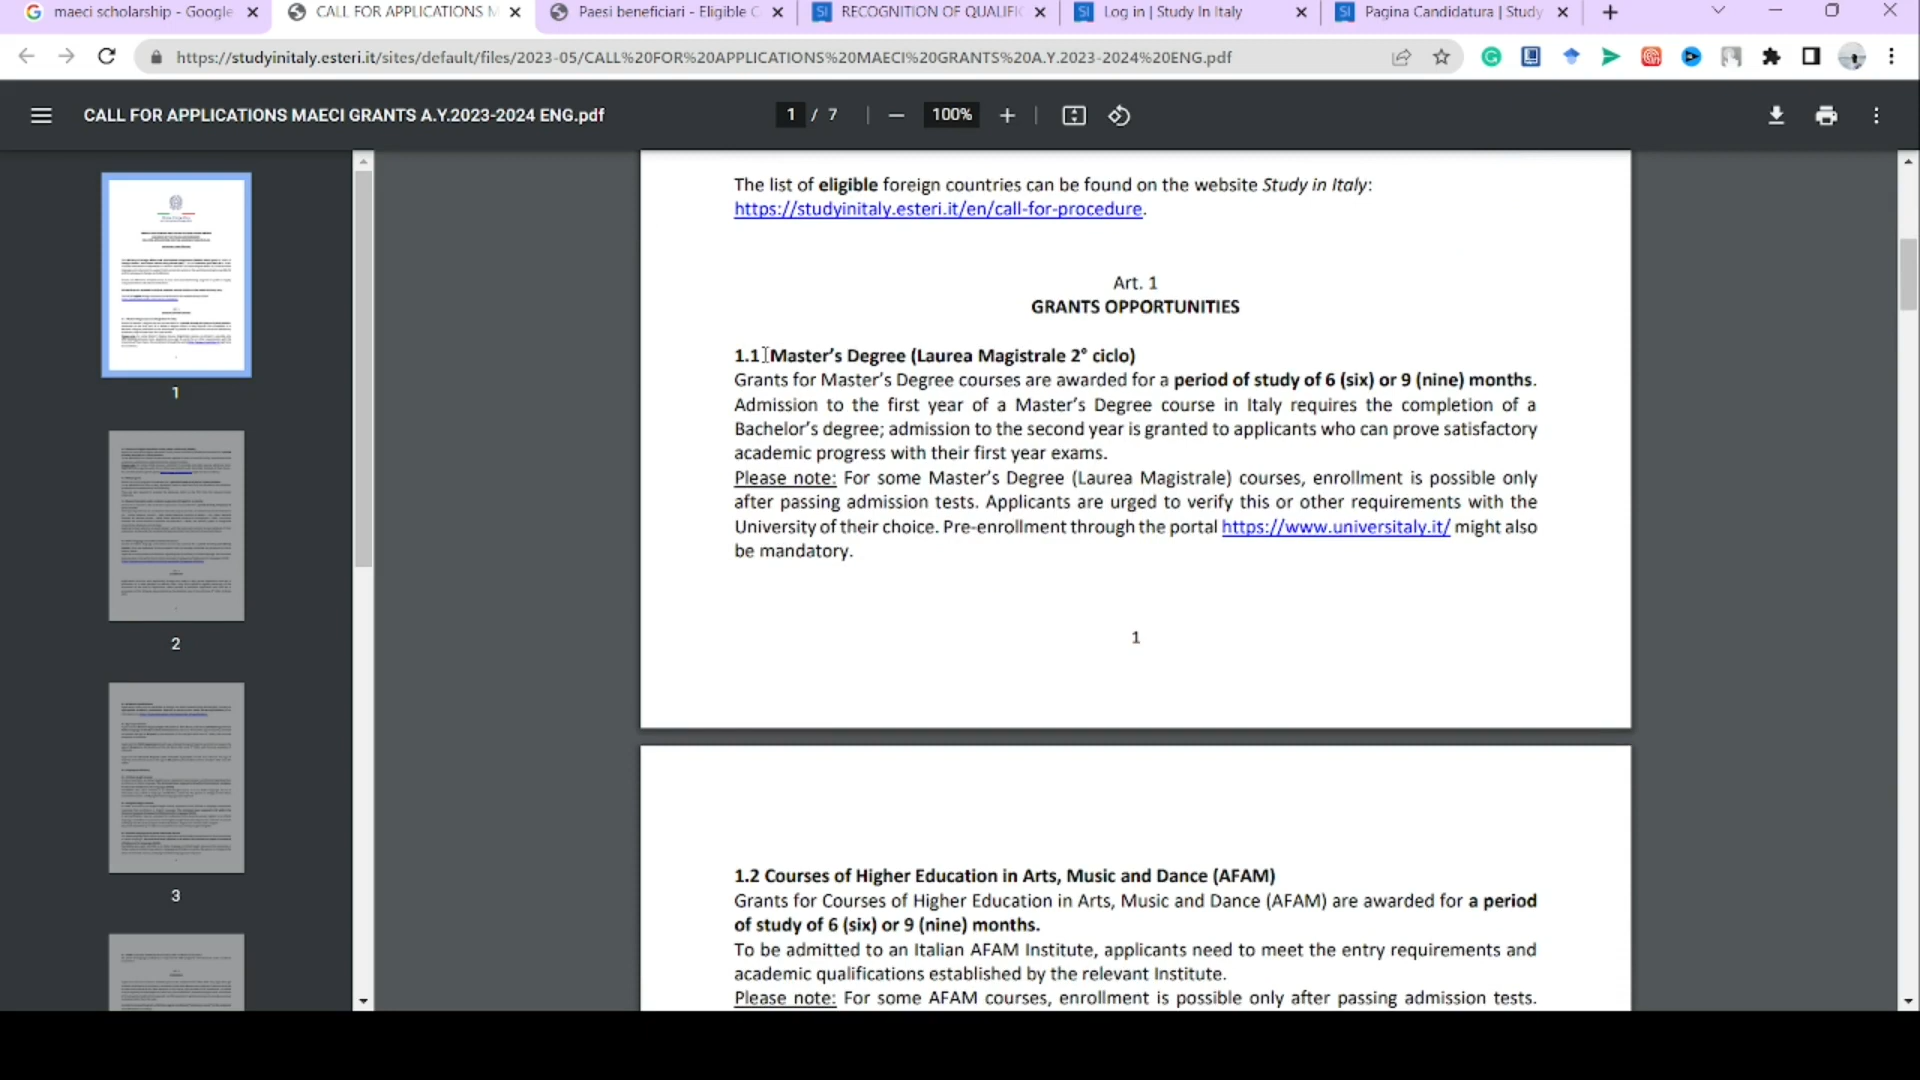 maeci scholarship - Google
CALL FOR APPLICATIONS M
Paesi beneficiari - Eligible C
RECOGNITION OF QUALIFI
Log in | Study In Italy
Pagina Candidatura | Study
https://studyinitaly.esteri.it/sites/default/files/2023-05/CALL%20FOR%20APPLICATIONS%20MAECI%20GRANTS%20A.Y.2023-2024%20ENG.pdf
CALL FOR APPLICATIONS MAECI GRANTS A.Y.2023-2024 ENG.pdf
1 / 7
100%
1
2
3
The list of eligible foreign countries can be found on the website Study in Italy:
https://studyinitaly.esteri.it/en/call-for-procedure.
Art. 1
GRANTS OPPORTUNITIES
1.1 Master's Degree (Laurea Magistrale 2° ciclo)
Grants for Master's Degree courses are awarded for a period of study of 6 (six) or 9 (nine) months.
Admission to the first year of a Master's Degree course in Italy requires the completion of a
Bachelor's degree; admission to the second year is granted to applicants who can prove satisfactory
academic progress with their first year exams.
Please note: For some Master's Degree (Laurea Magistrale) courses, enrollment is possible only
after passing admission tests. Applicants are urged to verify this or other requirements with the
University of their choice. Pre-enrollment through the portal https://www.universitaly.it/ might also
be mandatory.
1
1.2 Courses of Higher Education in Arts, Music and Dance (AFAM)
Grants for Courses of Higher Education in Arts, Music and Dance (AFAM) are awarded for a period
of study of 6 (six) or 9 (nine) months.
To be admitted to an Italian AFAM Institute, applicants need to meet the entry requirements and
academic qualifications established by the relevant Institute.
Please note: For some AFAM courses, enrollment is possible only after passing admission tests.